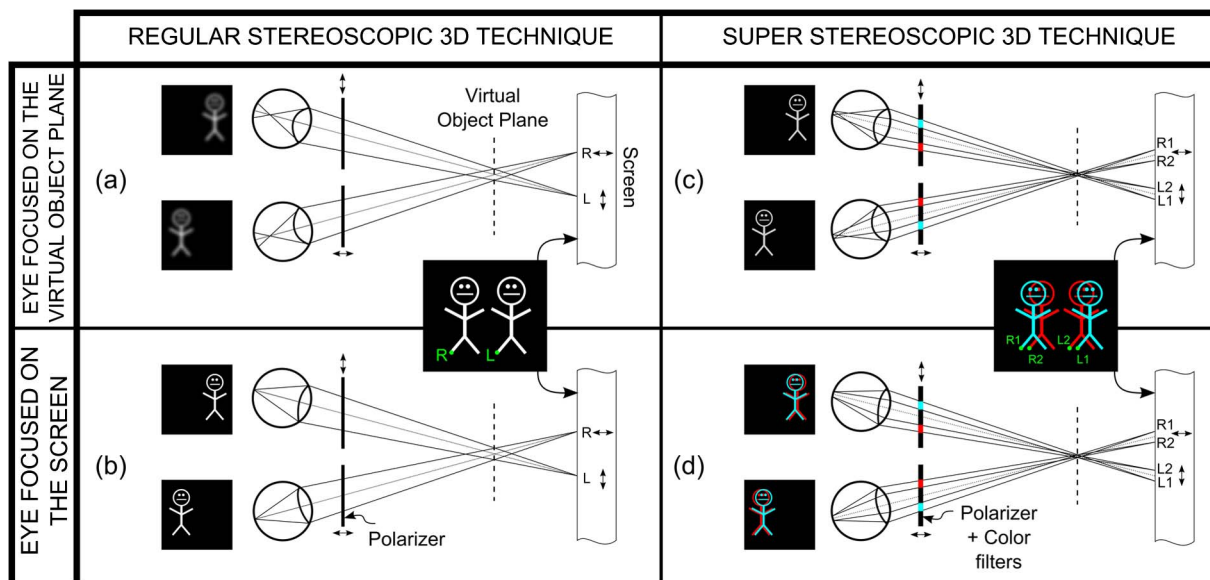 REGULAR STEREOSCOPIC 3D TECHNIQUE
SUPER STEREOSCOPIC 3D TECHNIQUE
EYE FOCUSED ON THE
VIRTUAL OBJECT PLANE
(a)
Virtual
Object Plane
R
L
Screen
(c)
R1
R2
L2
L1
R
L
R1
R2
L2
L1
EYE FOCUSED ON
THE SCREEN
(b)
Polarizer
R
L
(d)
Polarizer
+ Color
filters
R1
R2
L2
L1